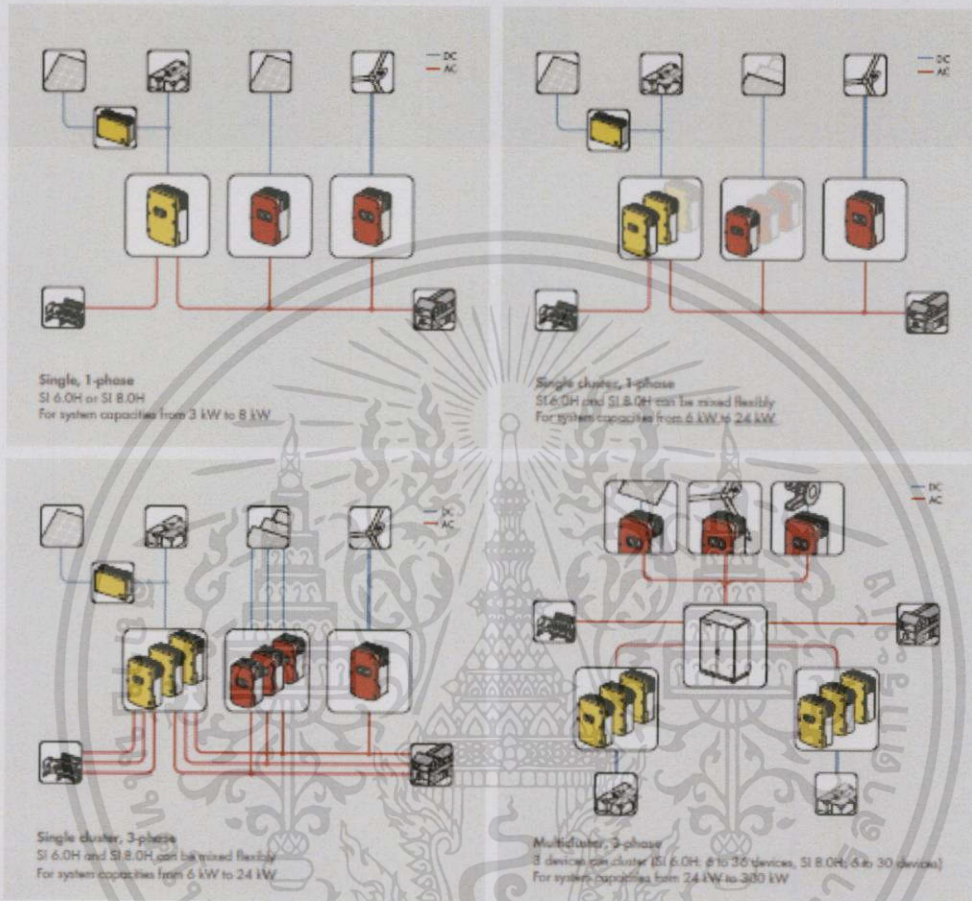 DC
AC
DC
AC
Single, 1-phase
SI 6.0H or SI 8.0H
For system capacities from 3 kW to 8 kW
Single cluster, 1-phase
SI 6.0H and SI 8.0H can be mixed flexibly
For system capacities from 6 kW to 24 kW
DC
AC
DC
AC
Single cluster, 3-phase
SI 6.0H and SI 8.0H can be mixed flexibly
For system capacities from 6 kW to 24 kW
Multicluster, 3-phase
3 devices per cluster (SI 6.0H: 6 to 36 devices, SI 8.0H: 6 to 30 devices)
For system capacities from 24 kW to 300 kW